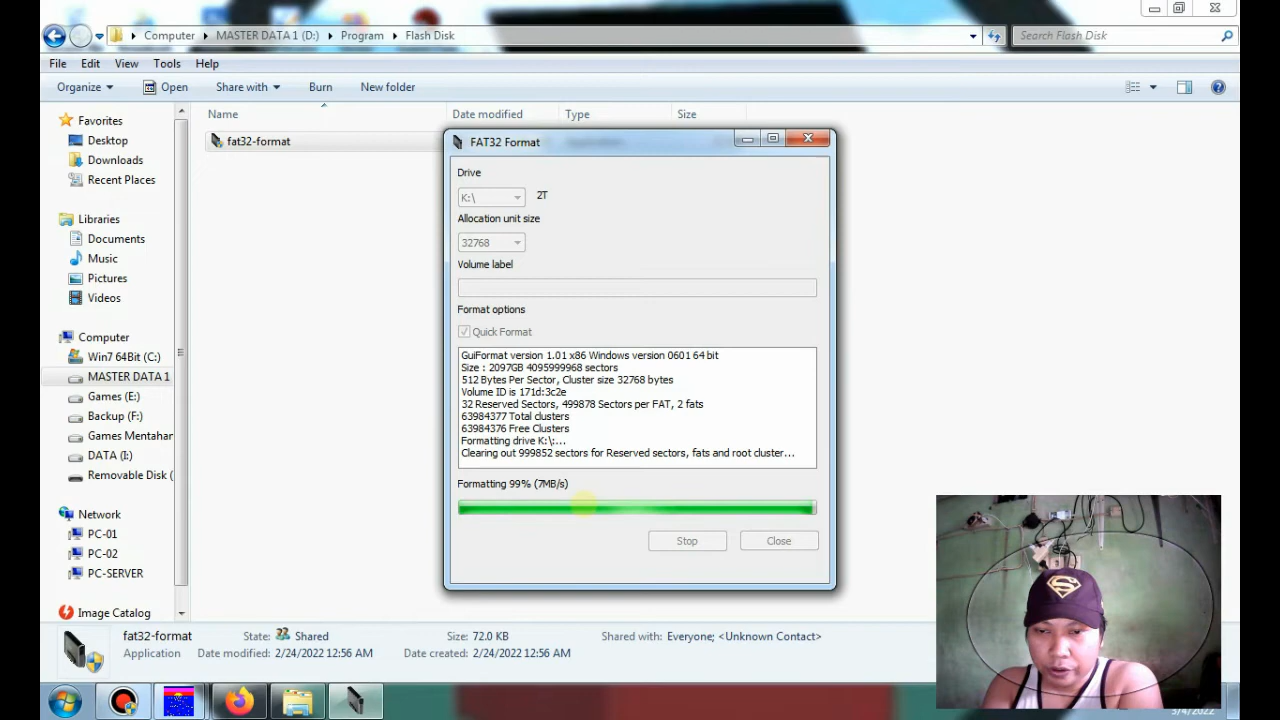 Computer MASTER DATA 1 (D:) Program Flash Disk
Search Flash Disk
File Edit View Tools Help
Organize Open Share with Burn New folder
Name Date modified Type Size
fat32-format
Favorites
Desktop
Downloads
Recent Places
Libraries
Documents
Music
Pictures
Videos
Computer
Win7 64Bit (C:)
MASTER DATA 1
Games (E:)
Backup (F:)
Games Mentahan
DATA (I:)
Removable Disk (
Network
PC-01
PC-02
PC-SERVER
Image Catalog
FAT32 Format
Drive
K:\ 2T
Allocation unit size
32768
Volume label
Format options
Quick Format
GuiFormat version 1.01 x86 Windows version 0601 64 bit
Size : 2097GB 4095999968 sectors
512 Bytes Per Sector, Cluster size 32768 bytes
Volume ID is 171d:3c2e
32 Reserved Sectors, 499878 Sectors per FAT, 2 fats
63984377 Total clusters
63984376 Free Clusters
Formatting drive K:\:...
Clearing out 999852 sectors for Reserved sectors, fats and root cluster...
Formatting 99% (7MB/s)
Stop Close
fat32-format State: Shared Size: 72.0 KB Shared with: Everyone; <Unknown Contact>
Application Date modified: 2/24/2022 12:56 AM Date created: 2/24/2022 12:56 AM